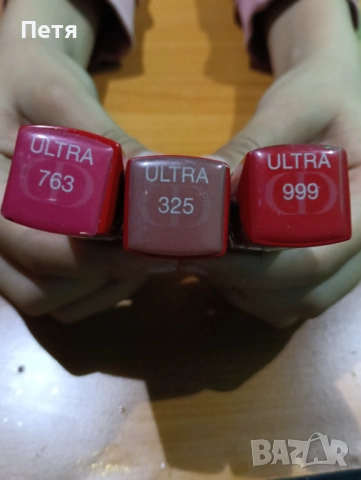 Петя
ULTRA
763
ULTRA
325
ULTRA
999
BAZAR